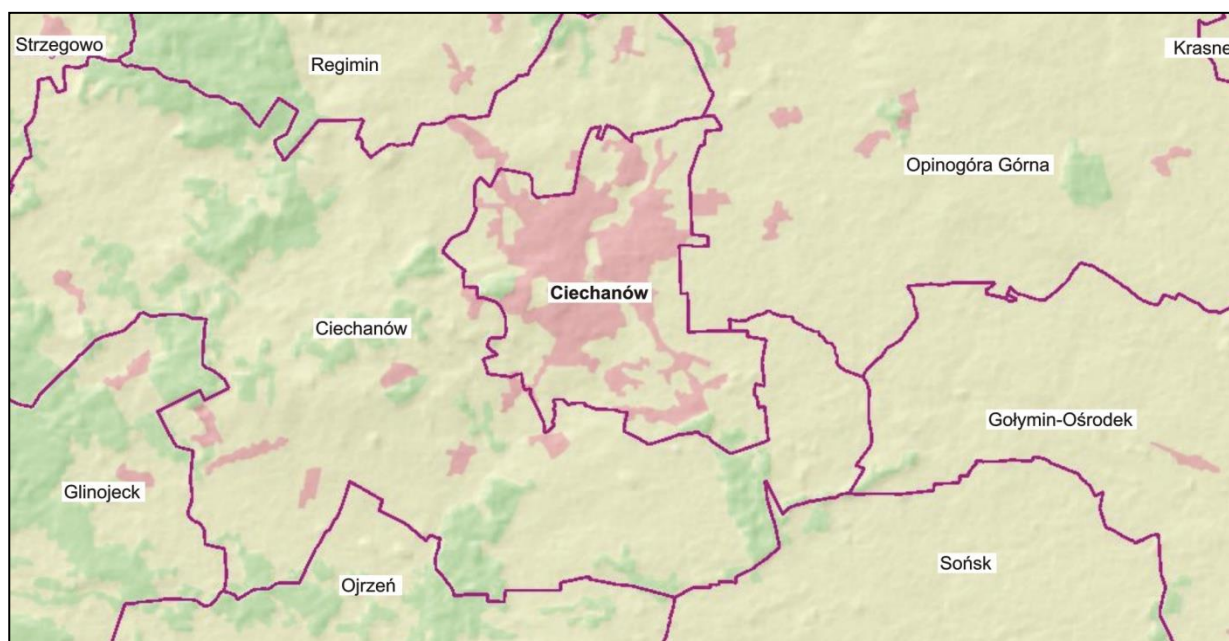 Strzegowo
Regimin
Krasne
Opinogóra Górna
Ciechanów
Ciechanów
Gołymin-Ośrodek
Glinojeck
Ojrzeń
Sońsk